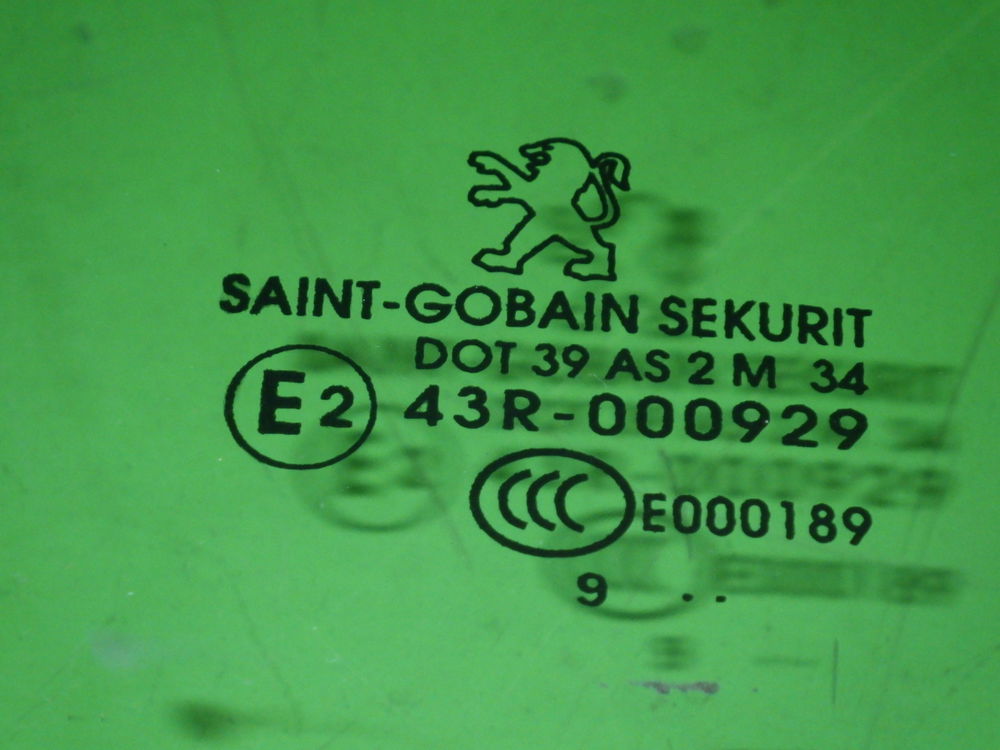 SAINT-GOBAIN SEKURIT
DOT 39 AS 2 M 34
E2 43R-000929
CCC E000189
9 ..